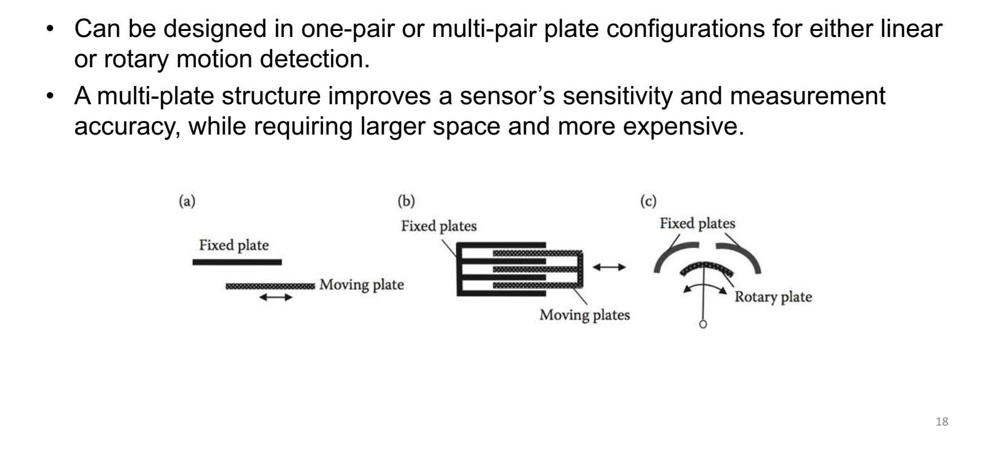 • Can be designed in one-pair or multi-pair plate configurations for either linear
or rotary motion detection.
• A multi-plate structure improves a sensor’s sensitivity and measurement
accuracy, while requiring larger space and more expensive.
(a)
Fixed plate
Moving plate
(b)
Fixed plates
Moving plates
(c)
Fixed plates
Rotary plate
18